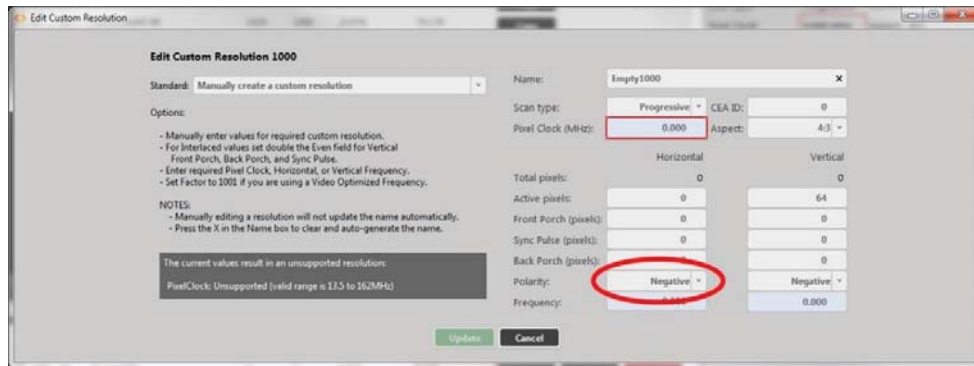 Edit Custom Resolution
Edit Custom Resolution 1000
Standard: Manually create a custom resolution
Options:
- Manually enter values for required custom resolution.
- For Interlaced values set double the Even field for Vertical
Front Porch, Back Porch, and Sync Pulse.
- Enter required Pixel Clock, Horizontal, or Vertical Frequency.
- Set Factor to 1001 if you are using a Video Optimized Frequency.
NOTES:
- Manually editing a resolution will not update the name automatically.
- Press the X in the Name box to clear and auto-generate the name.
The current values result in an unsupported resolution:
PixelClock: Unsupported (valid range is 13.5 to 162MHz)
Name: Empty1000 x
Scan type: Progressive CEA ID: 0
Pixel Clock (MHz): 0.000 Aspect: 4:3
Horizontal Vertical
Total pixels: 0 0
Active pixels: 0 64
Front Porch (pixels): 0 0
Sync Pulse (pixels): 0 0
Back Porch (pixels): 0 0
Polarity: Negative Negative
Frequency: 0.000 0.000
Update Cancel